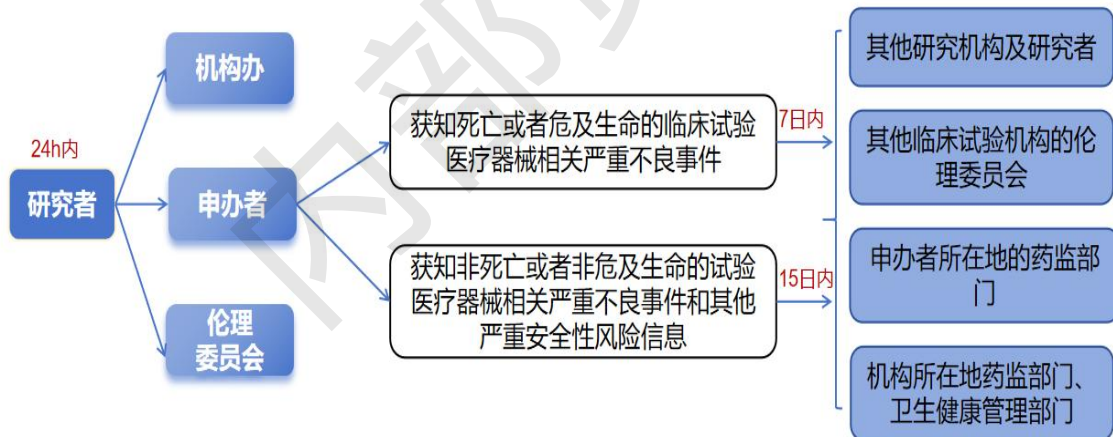 24h内
研究者
机构办
申办者
伦理
委员会
获知死亡或者危及生命的临床试验
医疗器械相关严重不良事件
7日内
获知非死亡或者非危及生命的试验
医疗器械相关严重不良事件和其他
严重安全性风险信息
15日内
其他研究机构及研究者
其他临床试验机构的伦
理委员会
申办者所在地的药监部
门
机构所在地药监部门、
卫生健康管理部门
内部